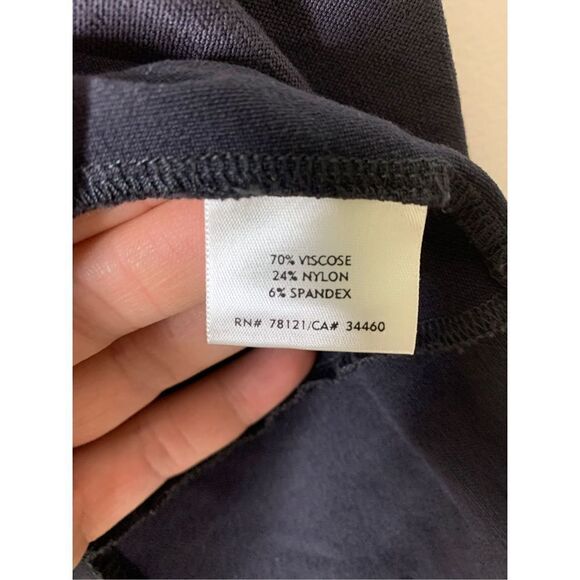 70% VISCOSE
24% NYLON
6% SPANDEX
RN# 78121/CA# 34460